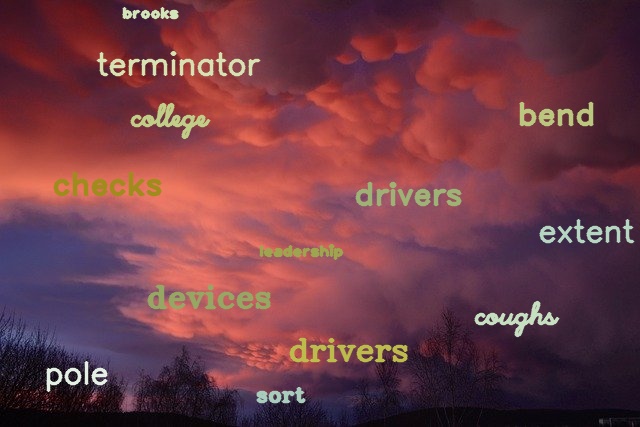 brooks
terminator
college
bend
checks
drivers
extent
leadership
devices
coughs
drivers
pole
sort